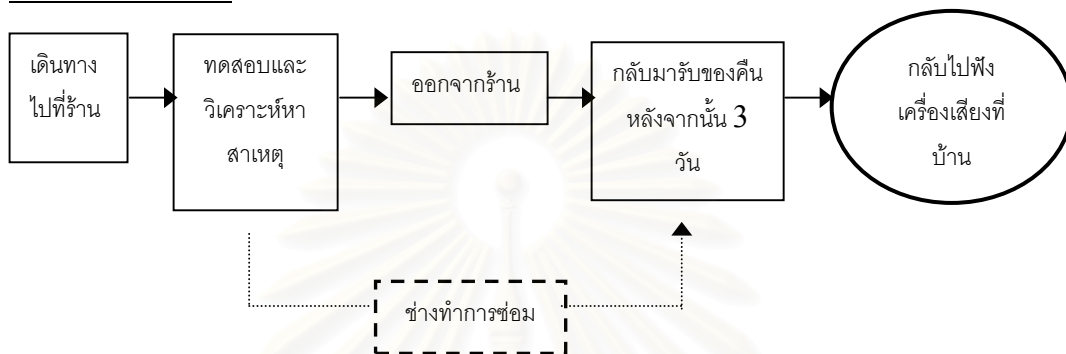 เดินทาง
ไปที่ร้าน
ทดสอบและ
วิเคราะห์หา
สาเหตุ
ออกจากร้าน
กลับมารับของคืน
หลังจากนั้น 3
วัน
กลับไปฟัง
เครื่องเสียงที่
บ้าน
ช่างทำการซ่อม